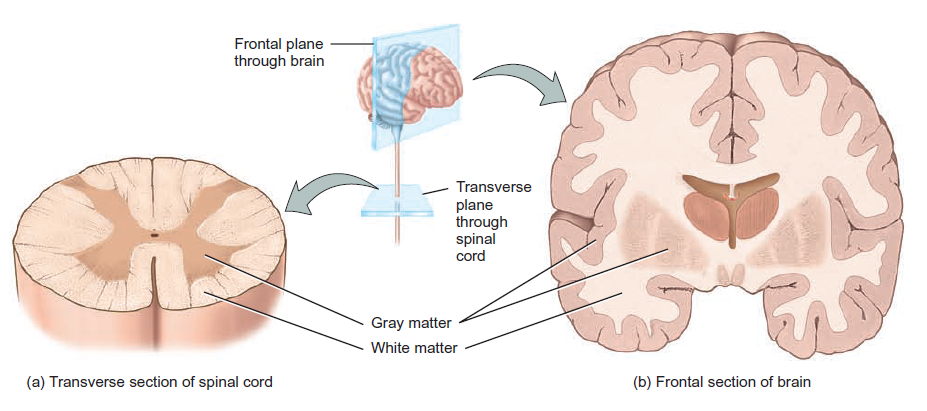 Frontal plane
through brain
Transverse
plane
through
spinal
cord
Gray matter
White matter
(a) Transverse section of spinal cord
(b) Frontal section of brain